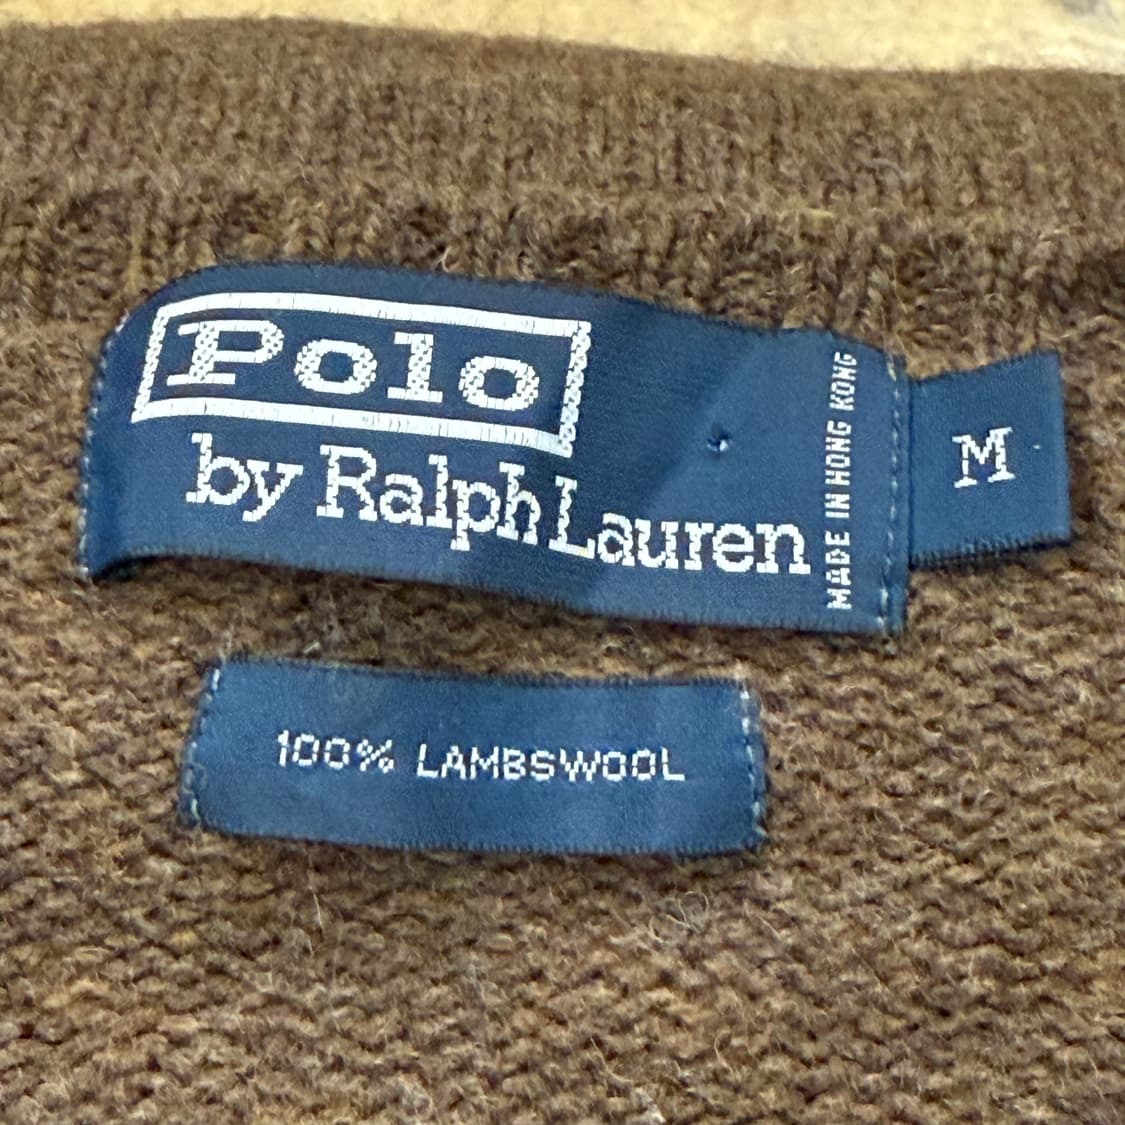 Polo
by Ralph Lauren
MADE IN HONG KONG
M
100% LAMBSWOOL